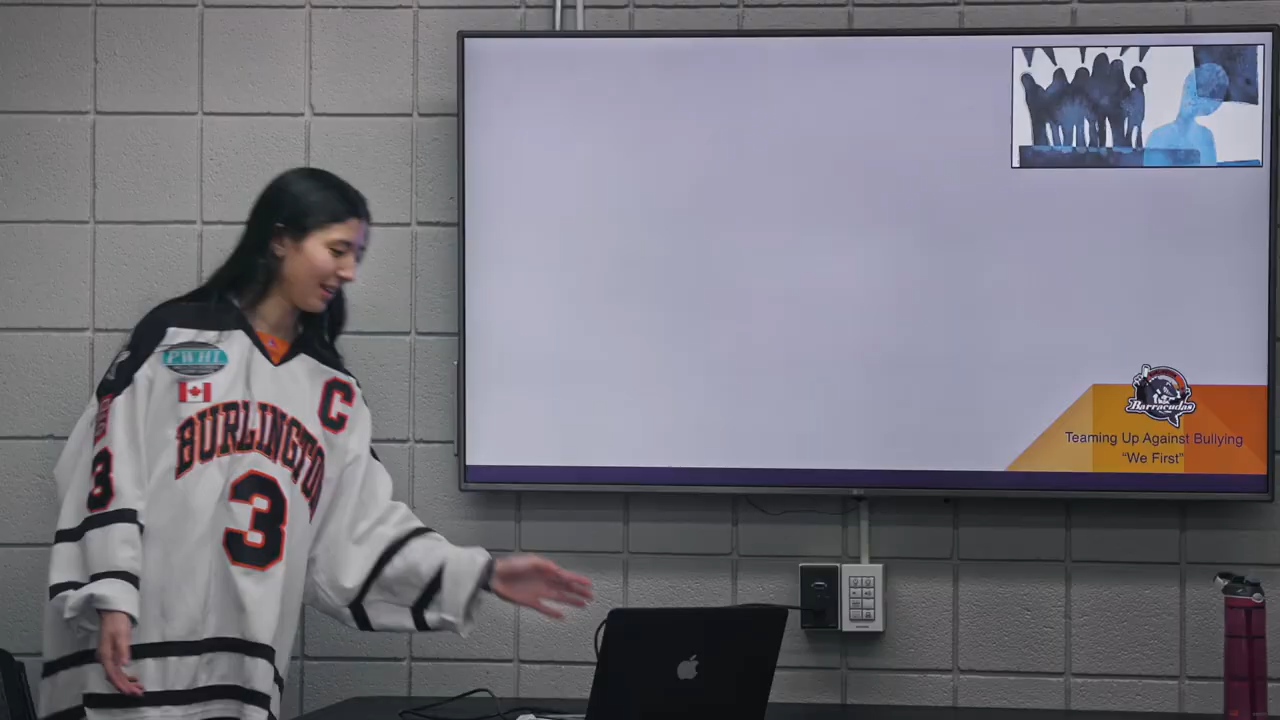 PWHL
C
BURLINGTON
3
3
Barracudas
Teaming Up Against Bullying
“We First”